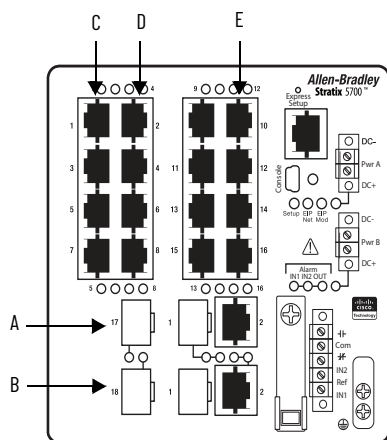 C D E
4 9 12
Allen-Bradley
Express Setup Stratix 5700™
1 2 10
DC-
Pwr A
3 4 11 12
Console
DC+
5 6 13 14
Setup EIP Net EIP Mod
DC-
Pwr B
7 8 15 16
Alarm
IN1 IN2 OUT
DC+
5 8 13 16
A 17 1 2
CISCO
Technology
Com
IN2
B 18 1 2
Ref
IN1